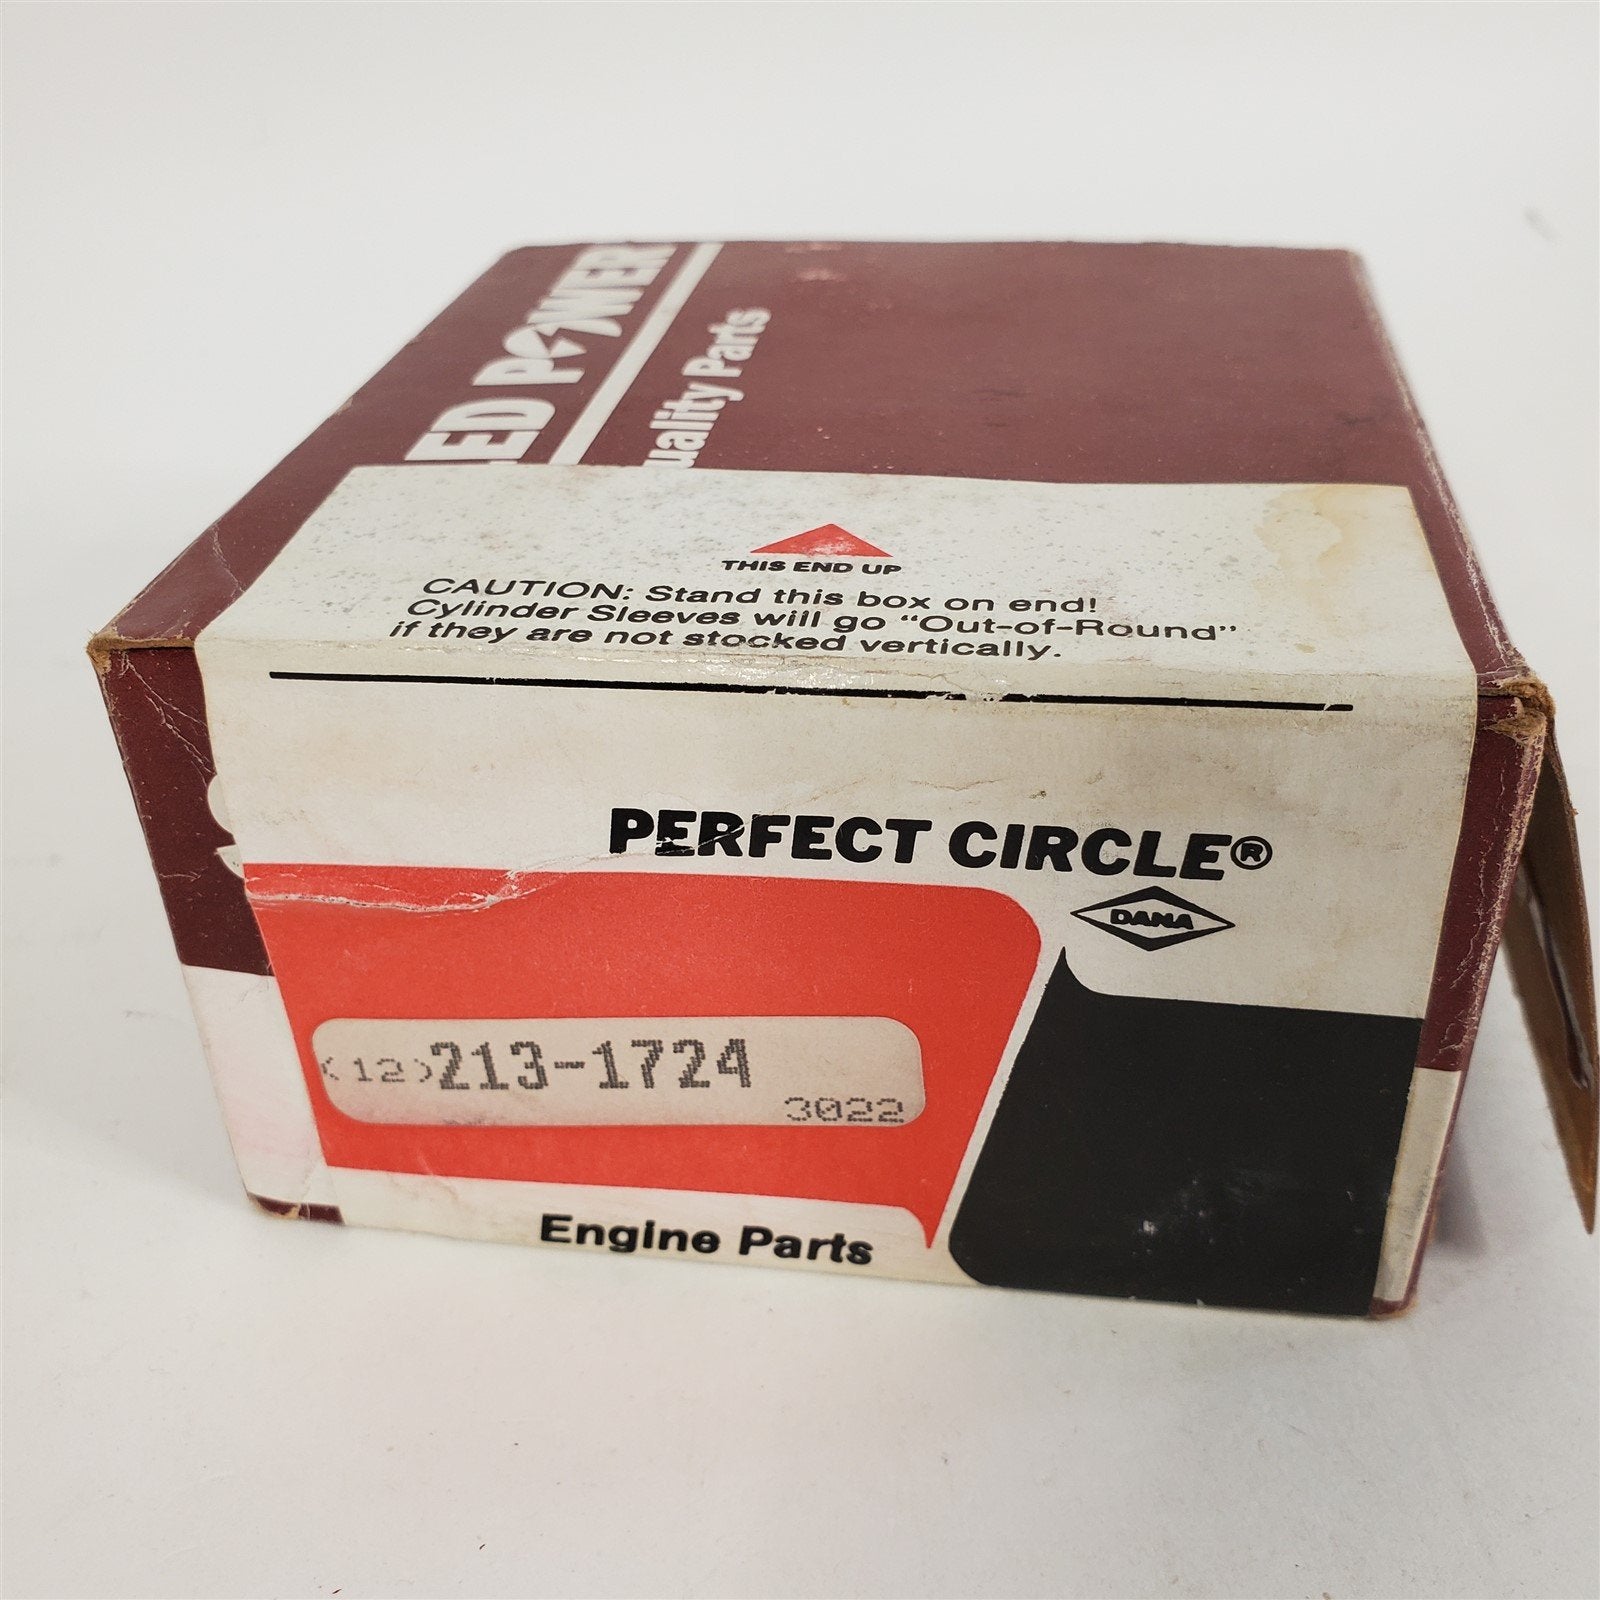 ED POWER
uality Parts
THIS END UP
CAUTION: Stand this box on end!
Cylinder Sleeves will go "Out-of-Round"
if they are not stocked vertically.
PERFECT CIRCLE®
DANA
(12)213-1724
3022
Engine Parts